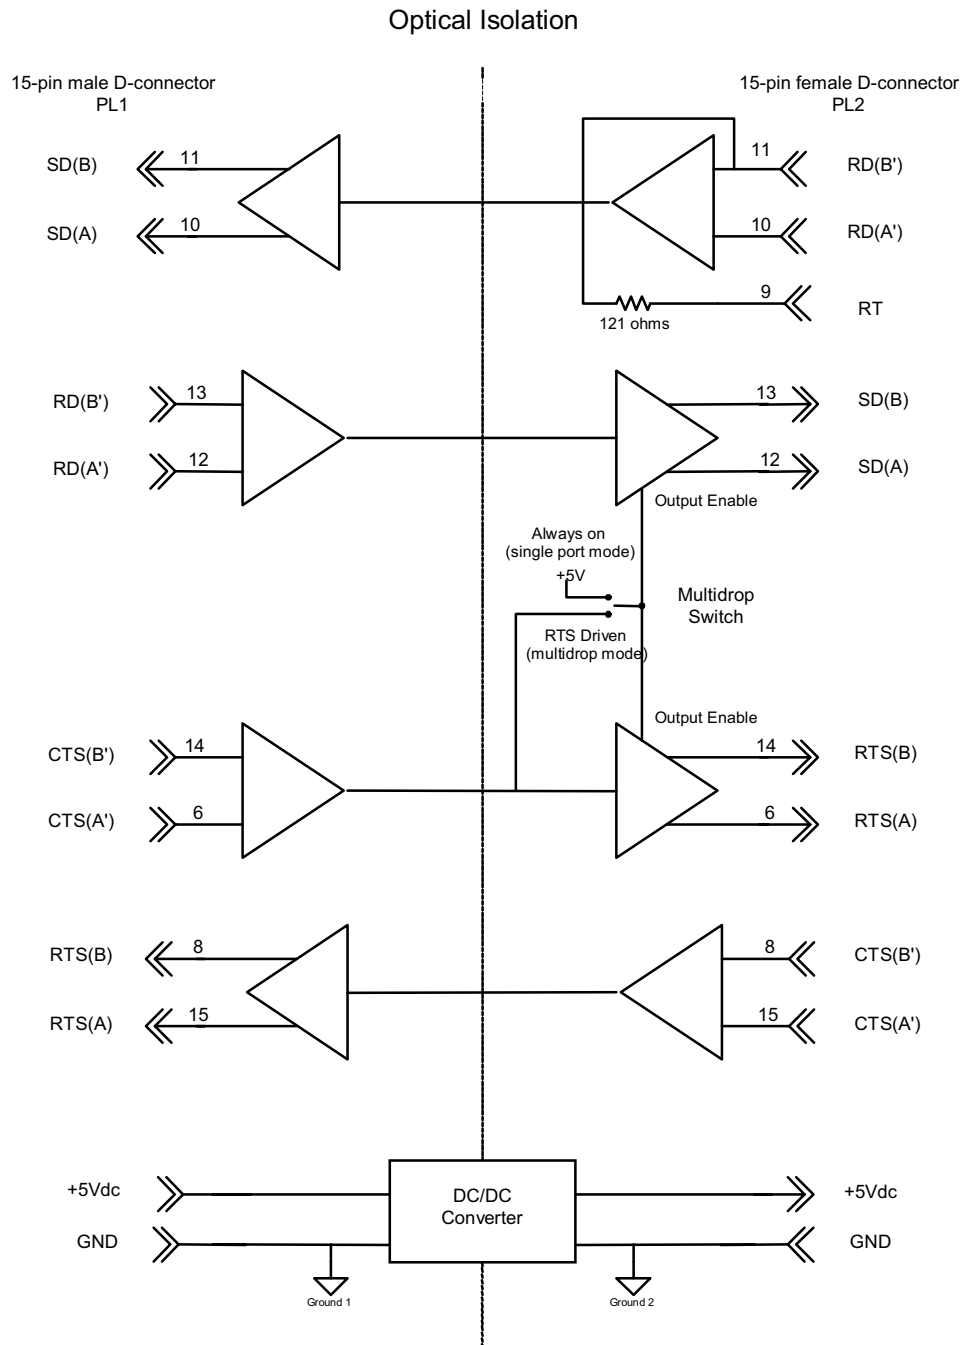 Optical Isolation
15-pin male D-connector
PL1
15-pin female D-connector
PL2
SD(B)
11
11
RD(B')
SD(A)
10
10
RD(A')
9
RT
121 ohms
RD(B')
13
13
SD(B)
RD(A')
12
12
SD(A)
Output Enable
Always on
(single port mode)
+5V
Multidrop
Switch
RTS Driven
(multidrop mode)
Output Enable
CTS(B')
14
14
RTS(B)
CTS(A')
6
6
RTS(A)
RTS(B)
8
8
CTS(B')
RTS(A)
15
15
CTS(A')
+5Vdc
DC/DC
Converter
+5Vdc
GND
GND
Ground 1
Ground 2